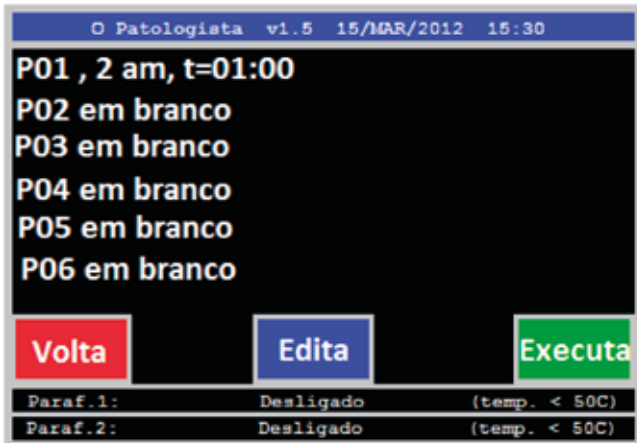 O Patologista v1.5 15/MAR/2012 15:30
P01 , 2 am, t=01:00
P02 em branco
P03 em branco
P04 em branco
P05 em branco
P06 em branco
Volta Edita Executa
Paraf.1: Desligado (temp. < 50C)
Paraf.2: Desligado (temp. < 50C)